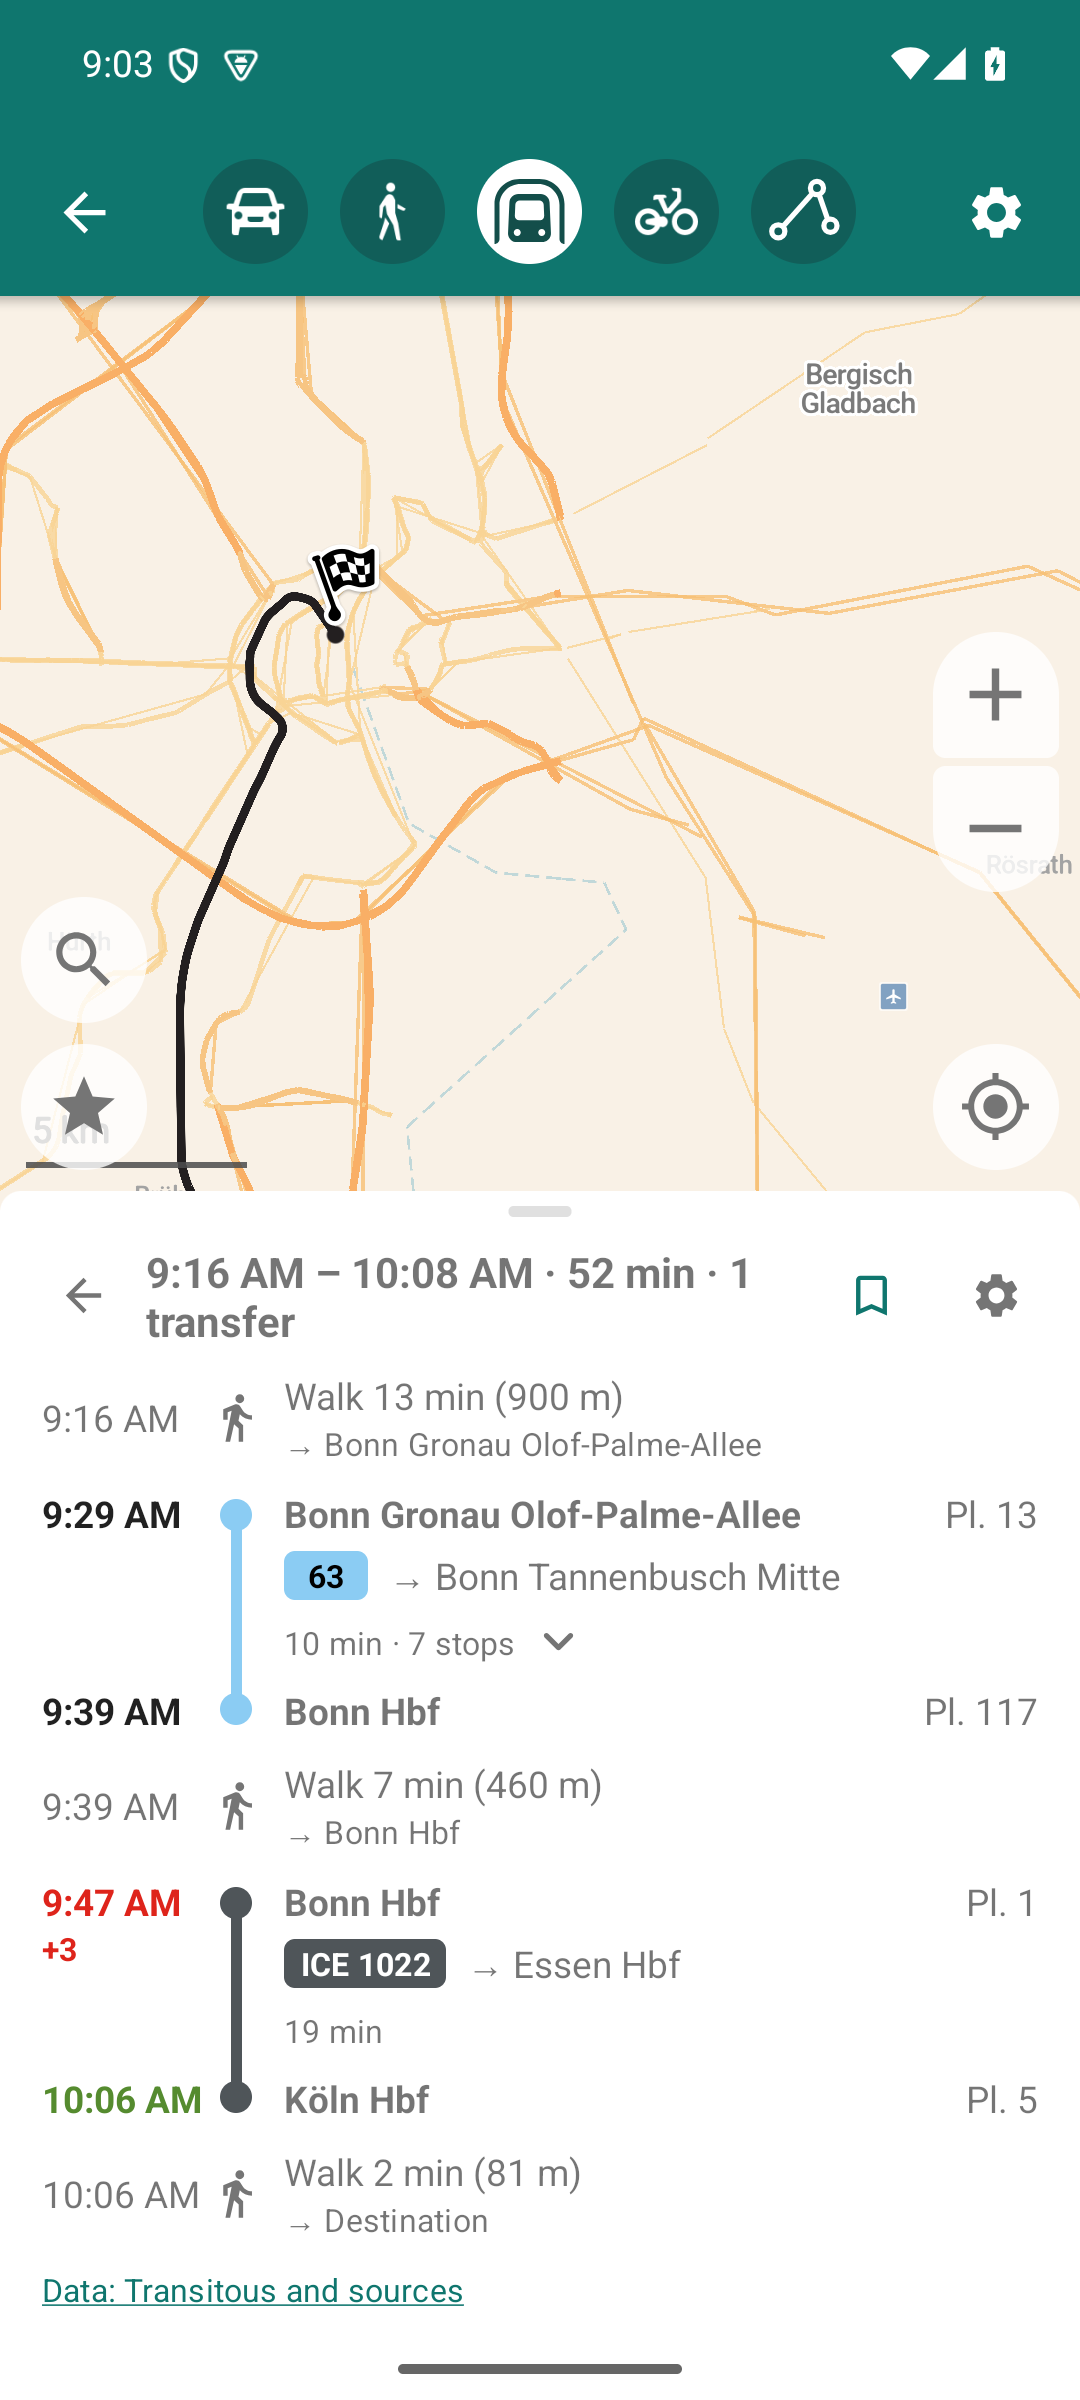 9:03
Bergisch
Gladbach
Rösrath
Hürth
5 km
9:16 AM – 10:08 AM · 52 min · 1
transfer
9:16 AM
Walk 13 min (900 m)
→ Bonn Gronau Olof-Palme-Allee
9:29 AM
Bonn Gronau Olof-Palme-Allee
Pl. 13
63
→ Bonn Tannenbusch Mitte
10 min · 7 stops
9:39 AM
Bonn Hbf
Pl. 117
9:39 AM
Walk 7 min (460 m)
→ Bonn Hbf
9:47 AM
Bonn Hbf
Pl. 1
+3
ICE 1022
→ Essen Hbf
19 min
10:06 AM
Köln Hbf
Pl. 5
10:06 AM
Walk 2 min (81 m)
→ Destination
Data: Transitous and sources